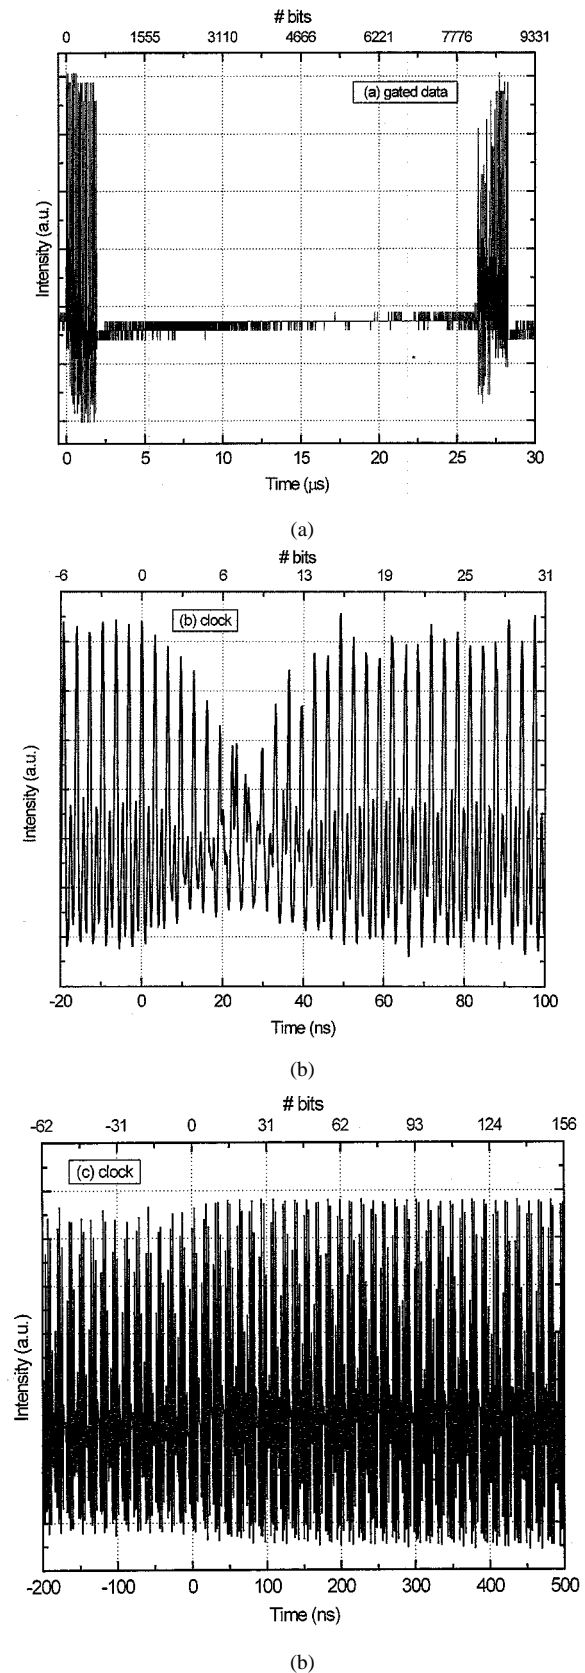 # bits
0 1555 3110 4666 6221 7776 9331
(a) gated data
Intensity (a.u.)
0 5 10 15 20 25 30
Time (μs)
(a)
# bits
-6 0 6 13 19 25 31
(b) clock
Intensity (a.u.)
-20 0 20 40 60 80 100
Time (ns)
(b)
# bits
-62 -31 0 31 62 93 124 156
(c) clock
Intensity (a.u.)
-200 -100 0 100 200 300 400 500
Time (ns)
(b)